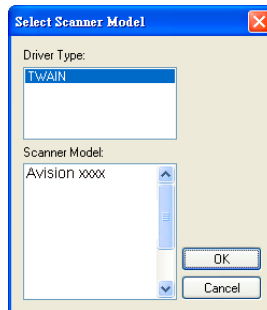 Select Scanner Model
Driver Type:
TWAIN
Scanner Model:
Avision xxxx
OK
Cancel